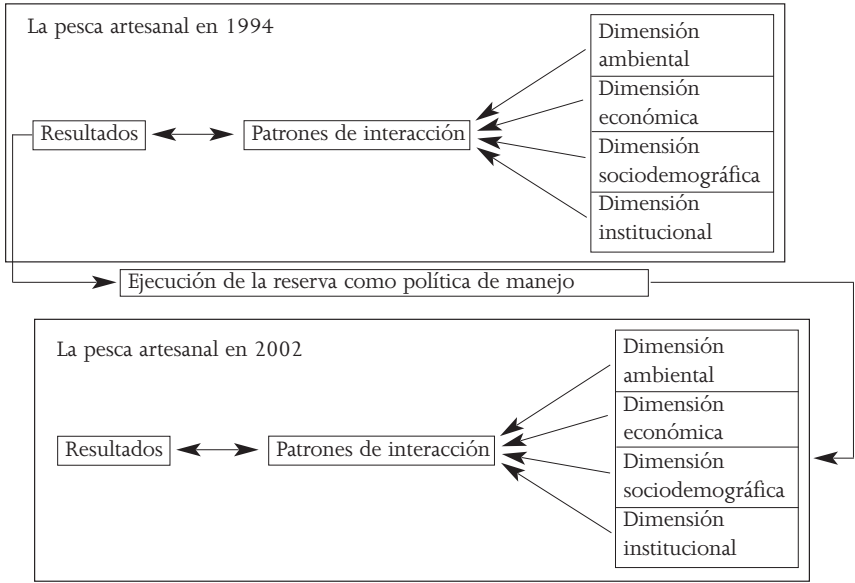 La pesca artesanal en 1994
Dimensión
ambiental
Dimensión
económica
Resultados
Patrones de interacción
Dimensión
sociodemográfica
Dimensión
institucional
Ejecución de la reserva como política de manejo
La pesca artesanal en 2002
Dimensión
ambiental
Dimensión
económica
Resultados
Patrones de interacción
Dimensión
sociodemográfica
Dimensión
institucional